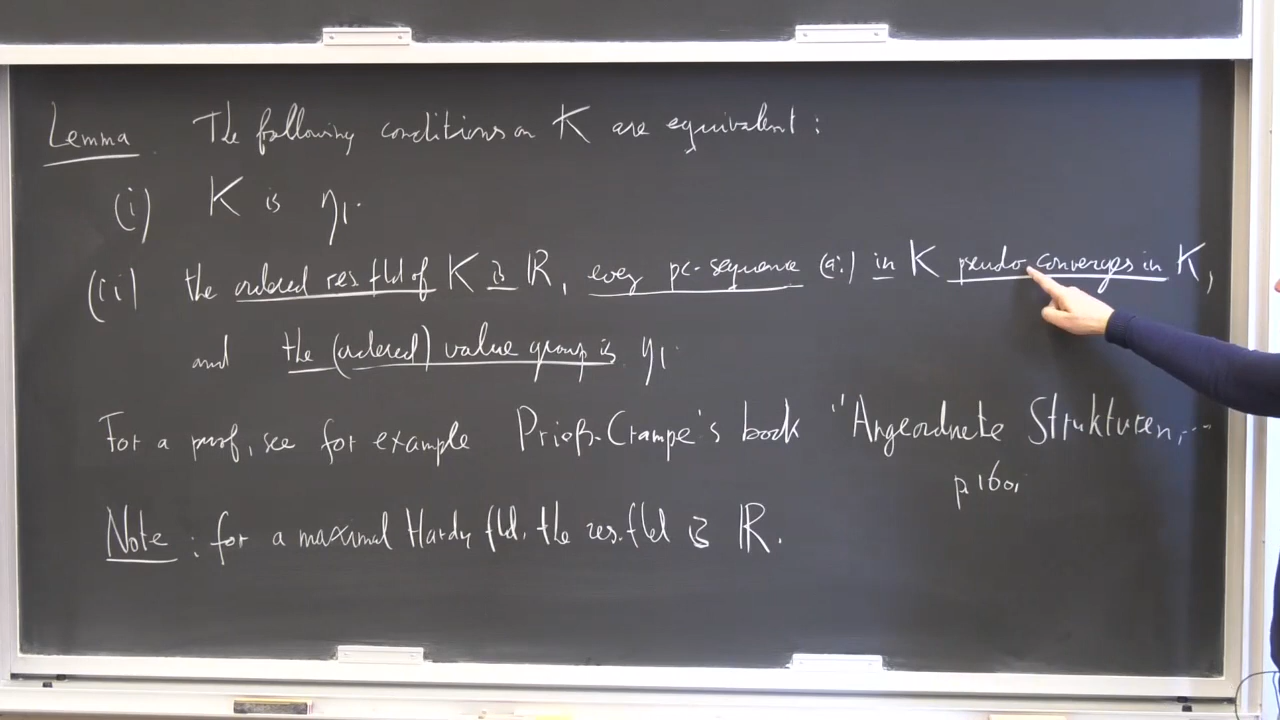 Lemma. The following conditions on K are equivalent:
(i) K is η₁.
(ii) the ordered res fld of K is ℝ, every pc-sequence (aᵢ) in K pseudoconverges in K,
and the (ordered) value group is η₁.
For a proof, see for example Prieß-Crampe's book "Angeordnete Strukturen,...
p. 160,
Note: for a maximal Hardy fld, the res. fld is ℝ.